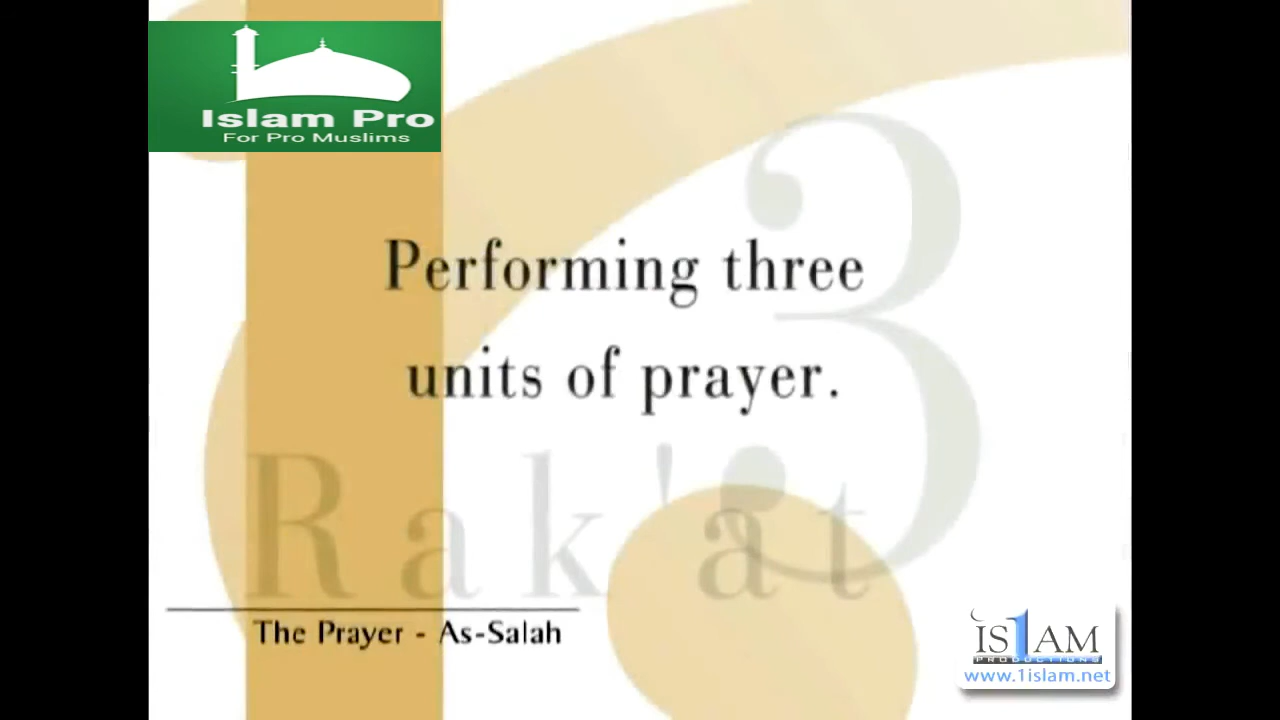 Islam Pro
For Pro Muslims
3
Performing three
units of prayer.
Rak'at
The Prayer - As-Salah
IS1AM
PRODUCTIONS
www.1islam.net